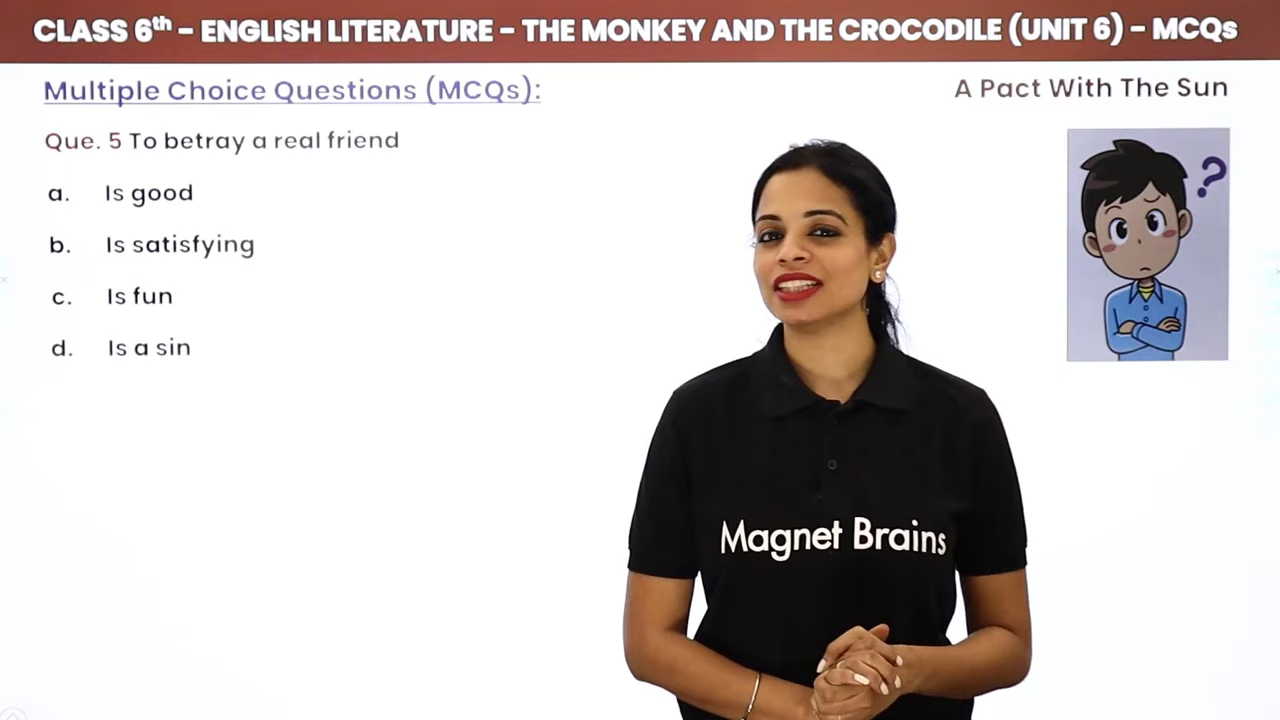 CLASS 6th – ENGLISH LITERATURE – THE MONKEY AND THE CROCODILE (UNIT 6) – MCQs
Multiple Choice Questions (MCQs):
A Pact With The Sun
Que. 5 To betray a real friend
a. Is good
b. Is satisfying
c. Is fun
d. Is a sin
?
Magnet Brains